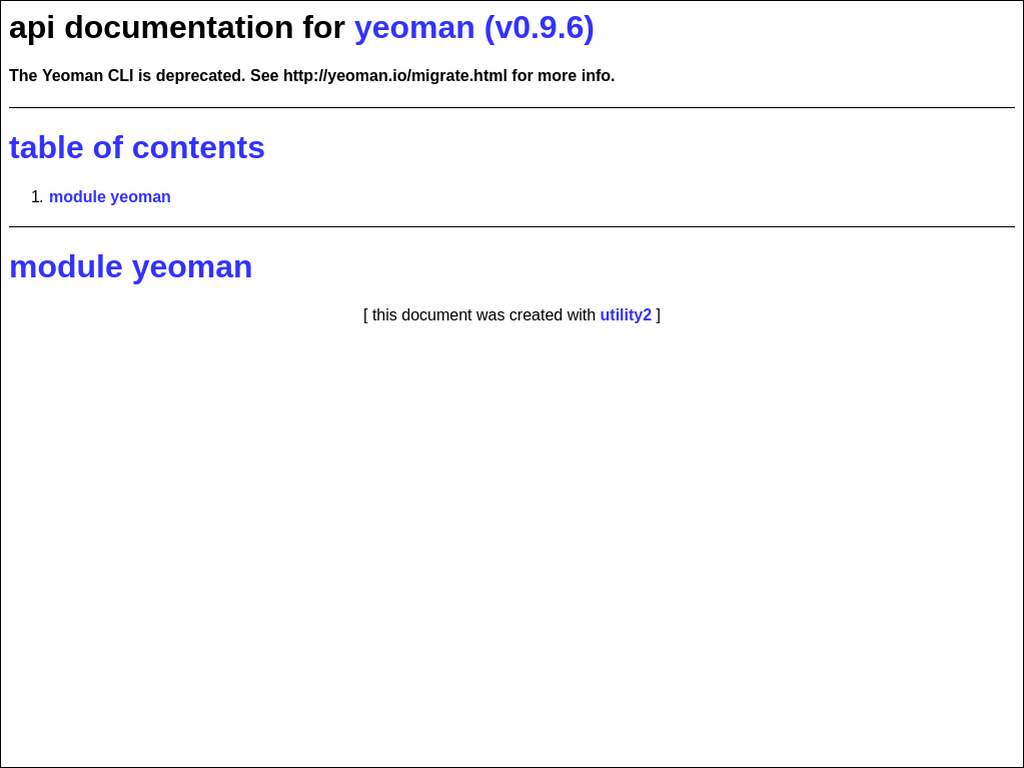 api documentation for yeoman (v0.9.6)
The Yeoman CLI is deprecated. See http://yeoman.io/migrate.html for more info.
table of contents
1. module yeoman
module yeoman
[ this document was created with utility2 ]